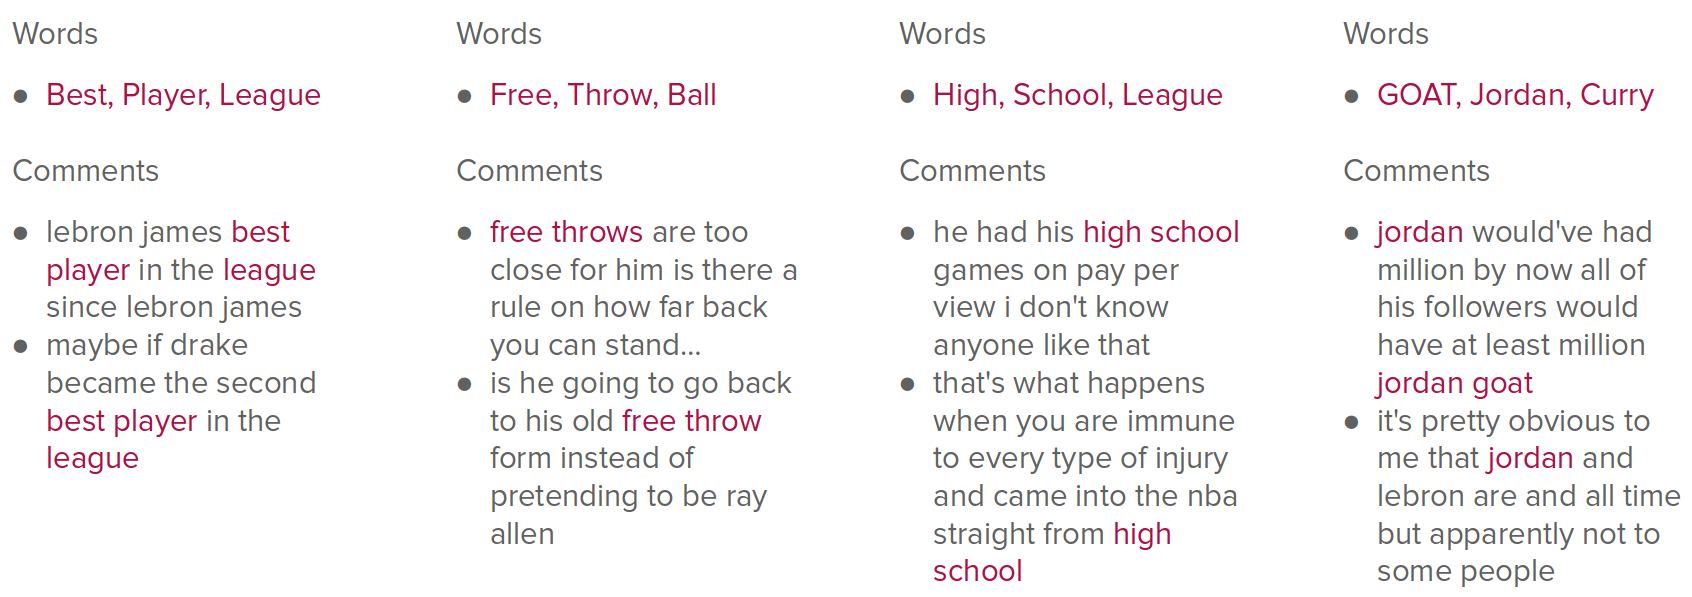 Words
● Best, Player, League
Comments
● lebron james best
player in the league
since lebron james
● maybe if drake
became the second
best player in the
league
Words
● Free, Throw, Ball
Comments
● free throws are too
close for him is there a
rule on how far back
you can stand...
● is he going to go back
to his old free throw
form instead of
pretending to be ray
allen
Words
● High, School, League
Comments
● he had his high school
games on pay per
view i don't know
anyone like that
● that's what happens
when you are immune
to every type of injury
and came into the nba
straight from high
school
Words
● GOAT, Jordan, Curry
Comments
● jordan would've had
million by now all of
his followers would
have at least million
jordan goat
● it's pretty obvious to
me that jordan and
lebron are and all time
but apparently not to
some people